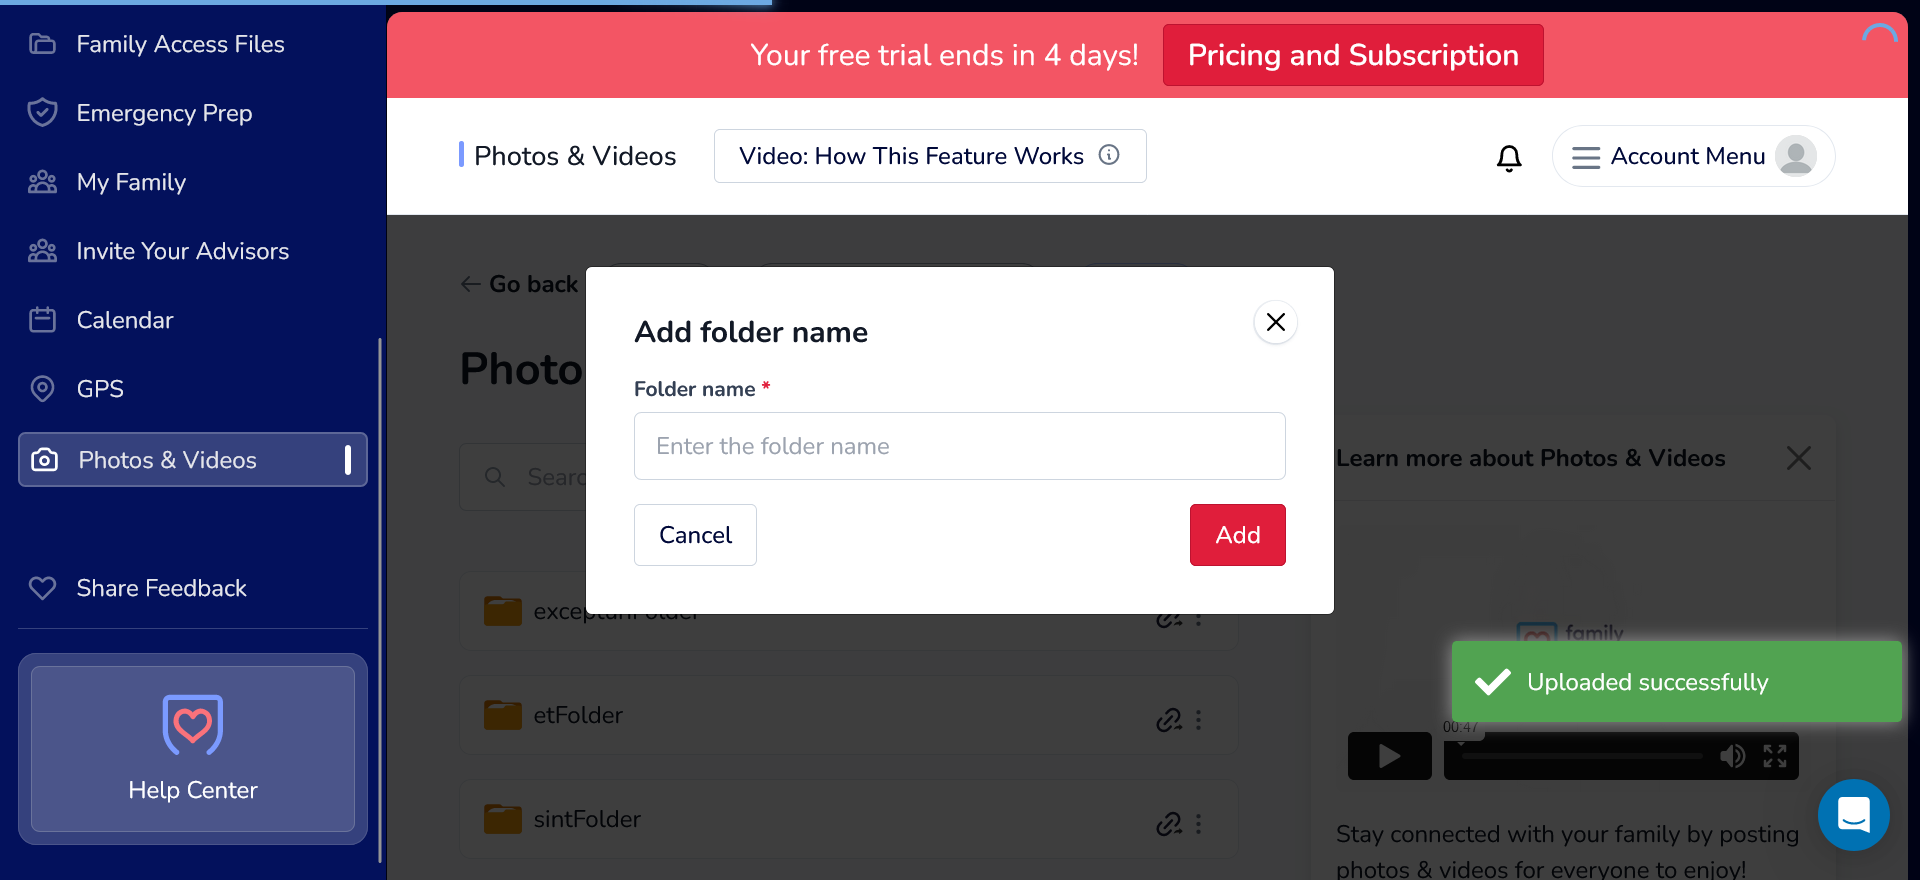 Family Access Files
Emergency Prep
My Family
Invite Your Advisors
Calendar
GPS
Photos & Videos
Share Feedback
Help Center
Your free trial ends in 4 days!
Pricing and Subscription
Photos & Videos
Video: How This Feature Works
Account Menu
Go back
Photo
Searc
Add folder name
Folder name *
Enter the folder name
Cancel
Add
etFolder
sintFolder
Learn more about Photos & Videos
family
Uploaded successfully
00:47
Stay connected with your family by posting
photos & videos for everyone to enjoy!